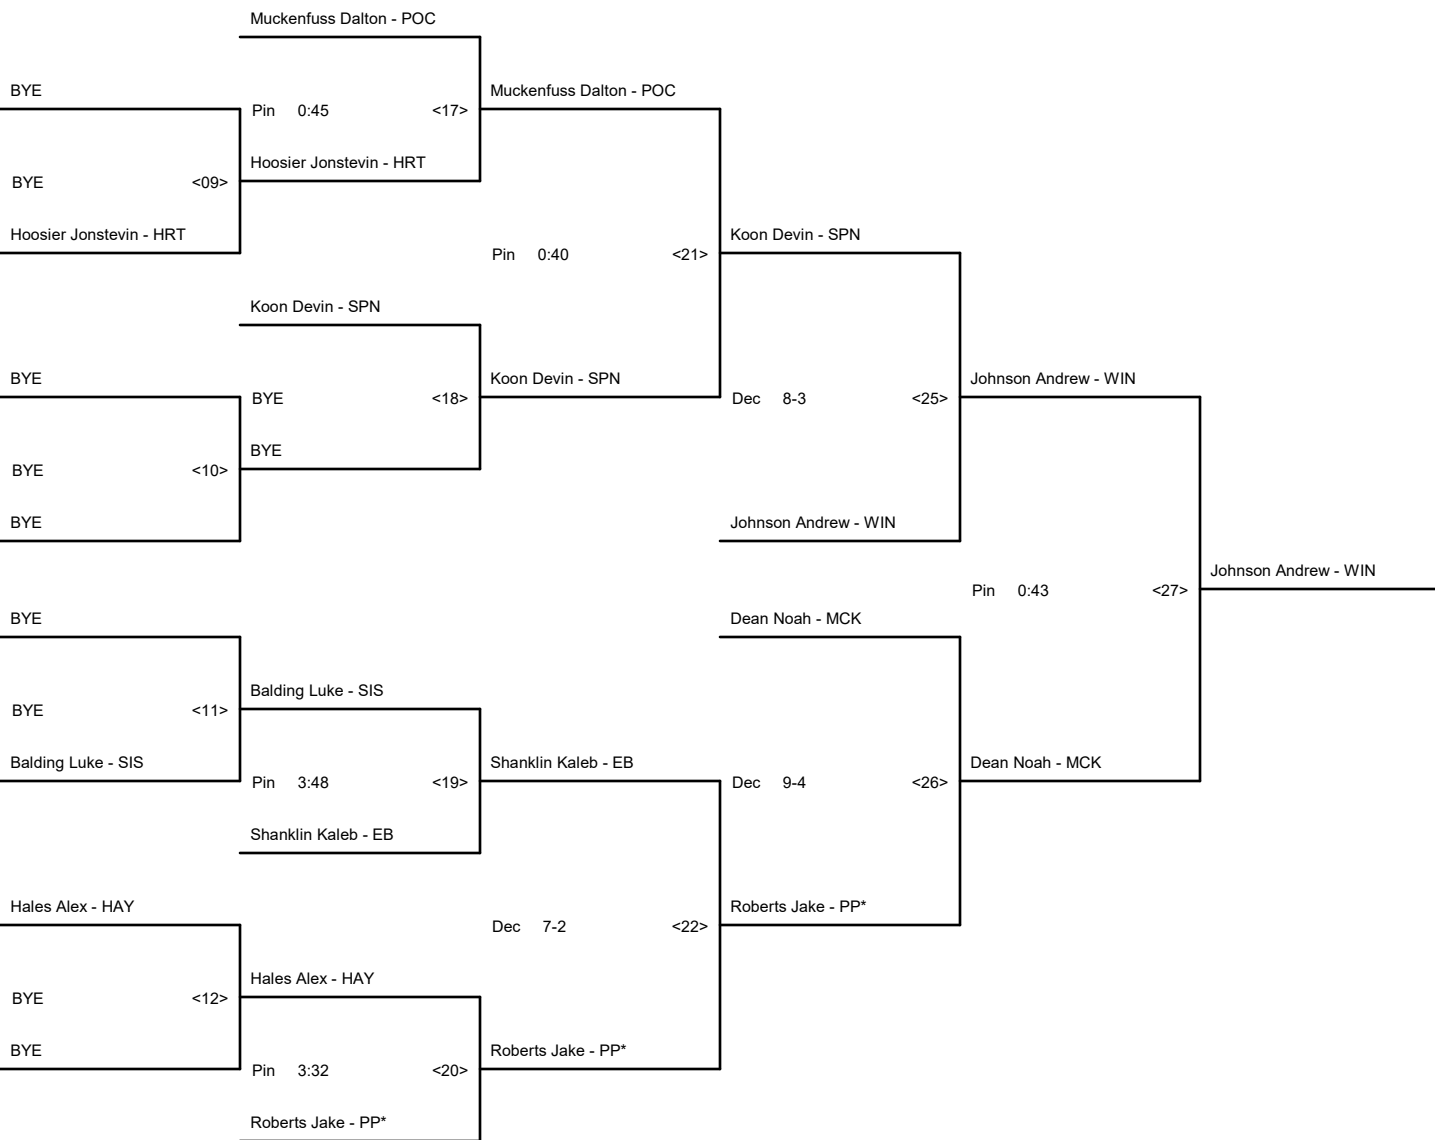 Muckenfuss Dalton - POC
BYE
Muckenfuss Dalton - POC
Pin 0:45 <17>
Hoosier Jonstevin - HRT
BYE <09>
Hoosier Jonstevin - HRT
Koon Devin - SPN
Pin 0:40 <21>
Koon Devin - SPN
BYE
Koon Devin - SPN
Johnson Andrew - WIN
BYE <18>
Dec 8-3 <25>
BYE
BYE <10>
BYE
Johnson Andrew - WIN
Johnson Andrew - WIN
Pin 0:43 <27>
BYE
Dean Noah - MCK
Balding Luke - SIS
BYE <11>
Balding Luke - SIS
Shanklin Kaleb - EB
Dean Noah - MCK
Pin 3:48 <19>
Dec 9-4 <26>
Shanklin Kaleb - EB
Hales Alex - HAY
Roberts Jake - PP*
Dec 7-2 <22>
Hales Alex - HAY
BYE <12>
BYE
Roberts Jake - PP*
Pin 3:32 <20>
Roberts Jake - PP*